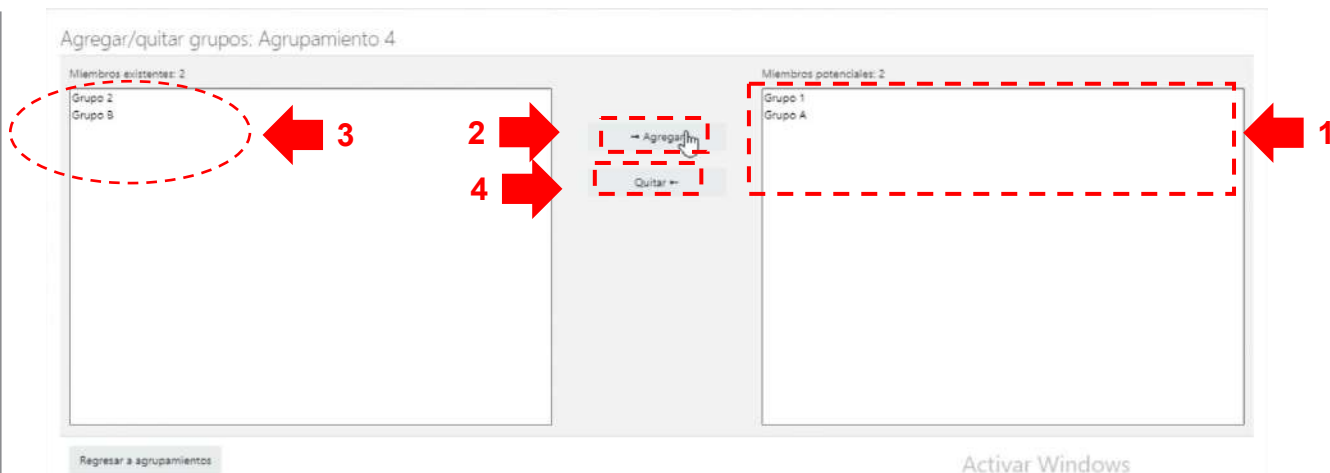 Agregar/quitar grupos: Agrupamiento 4
Miembros existentes: 2
Grupo 2
Grupo B
3
2
→ Agregar
4
Quitar ←
Miembros potenciales: 2
Grupo 1
Grupo A
1
Regresar a agrupamientos
Activar Windows